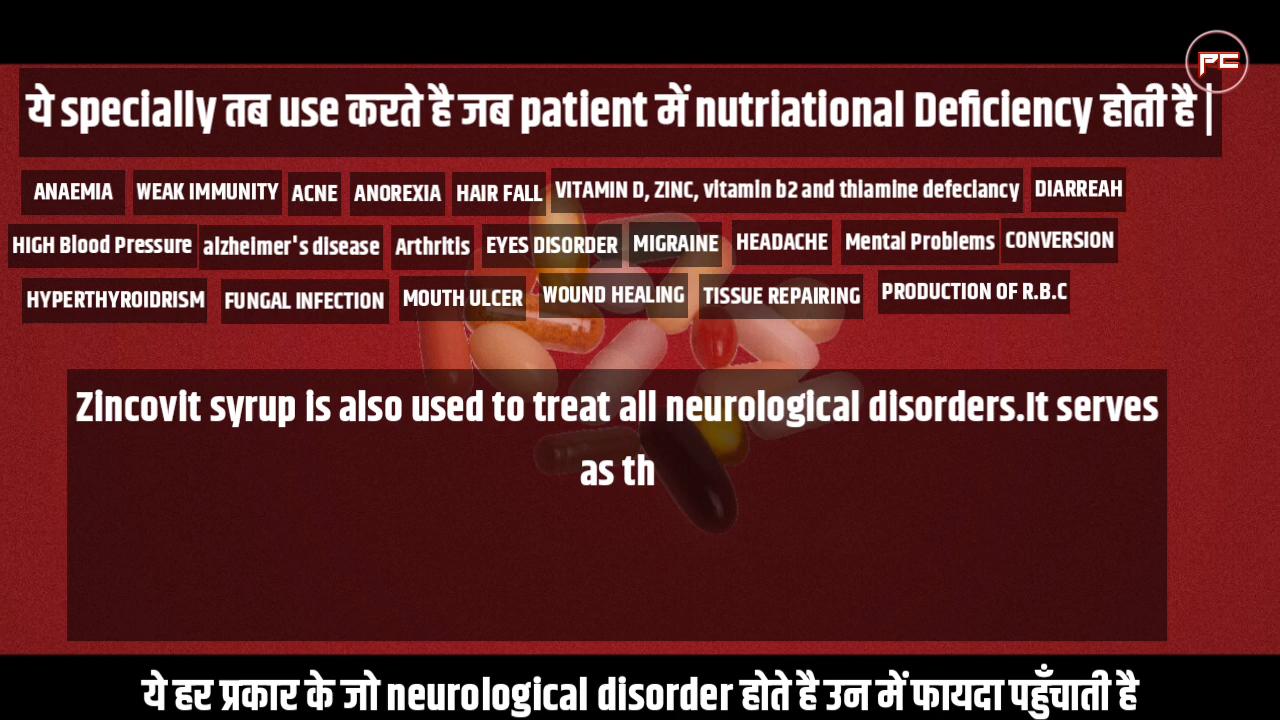 PC
ये specially तब use करते है जब patient में nutriational Deficiency होती है |
ANAEMIA WEAK IMMUNITY ACNE ANOREXIA HAIR FALL VITAMIN D, ZINC, vitamin b2 and thiamine defeciancy DIARREAH
HIGH Blood Pressure alzheimer's disease Arthritis EYES DISORDER MIGRAINE HEADACHE Mental Problems CONVERSION
HYPERTHYROIDRISM FUNGAL INFECTION MOUTH ULCER WOUND HEALING TISSUE REPAIRING PRODUCTION OF R.B.C
Zincovit syrup is also used to treat all neurological disorders.It serves
as th
ये हर प्रकार के जो neurological disorder होते है उन में फायदा पहुँचाती है